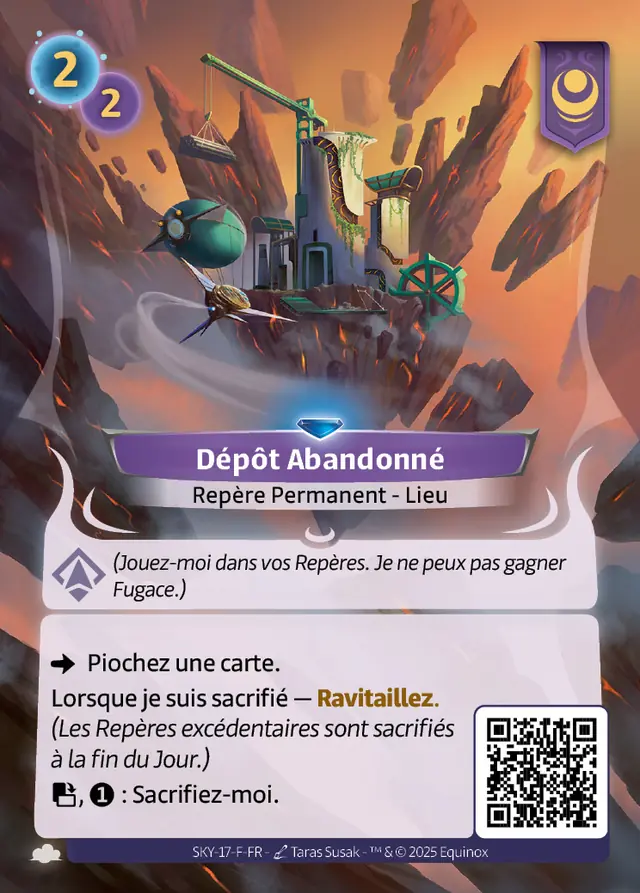 2
2
Dépôt Abandonné
Repère Permanent - Lieu
(Jouez-moi dans vos Repères. Je ne peux pas gagner
Fugace.)
Piochez une carte.
Lorsque je suis sacrifié — Ravitaillez.
(Les Repères excédentaires sont sacrifiés
à la fin du Jour.)
, 1 : Sacrifiez-moi.
SKY-17-F-FR - Taras Susak - ™ & © 2025 Equinox